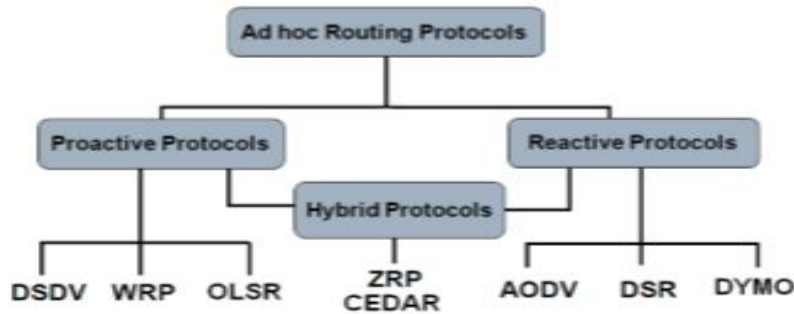 Ad hoc Routing Protocols
Proactive Protocols
Reactive Protocols
Hybrid Protocols
DSDV
WRP
OLSR
ZRP
CEDAR
AODV
DSR
DYMO